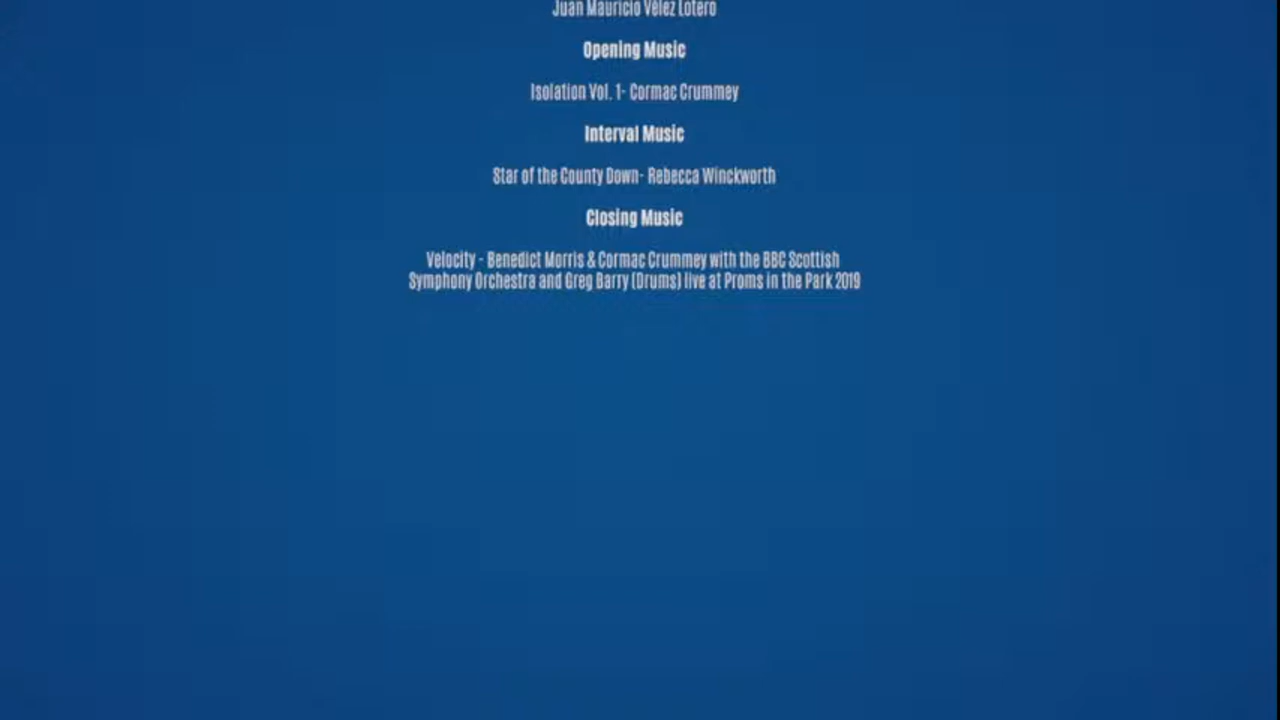 Juan Mauricio Vélez Lotero
Opening Music
Isolation Vol. 1- Cormac Crummey
Interval Music
Star of the County Down- Rebecca Winckworth
Closing Music
Velocity - Benedict Morris & Cormac Crummey with the BBC Scottish
Symphony Orchestra and Greg Barry (Drums) live at Proms in the Park 2019